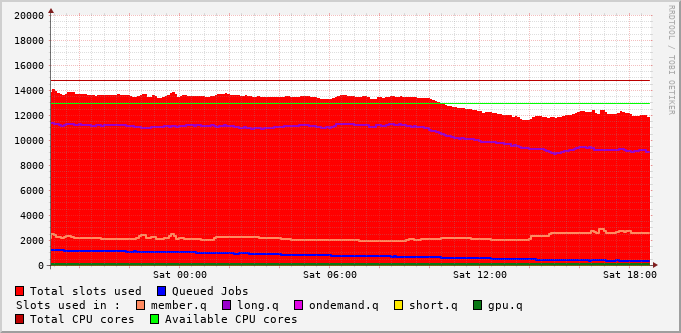 RRDTOOL / TOBI OETIKER
20000
18000
16000
14000
12000
10000
8000
6000
4000
2000
0
Sat 00:00 Sat 06:00 Sat 12:00 Sat 18:00
Total slots used Queued Jobs
Slots used in : member.q long.q ondemand.q short.q gpu.q
Total CPU cores Available CPU cores